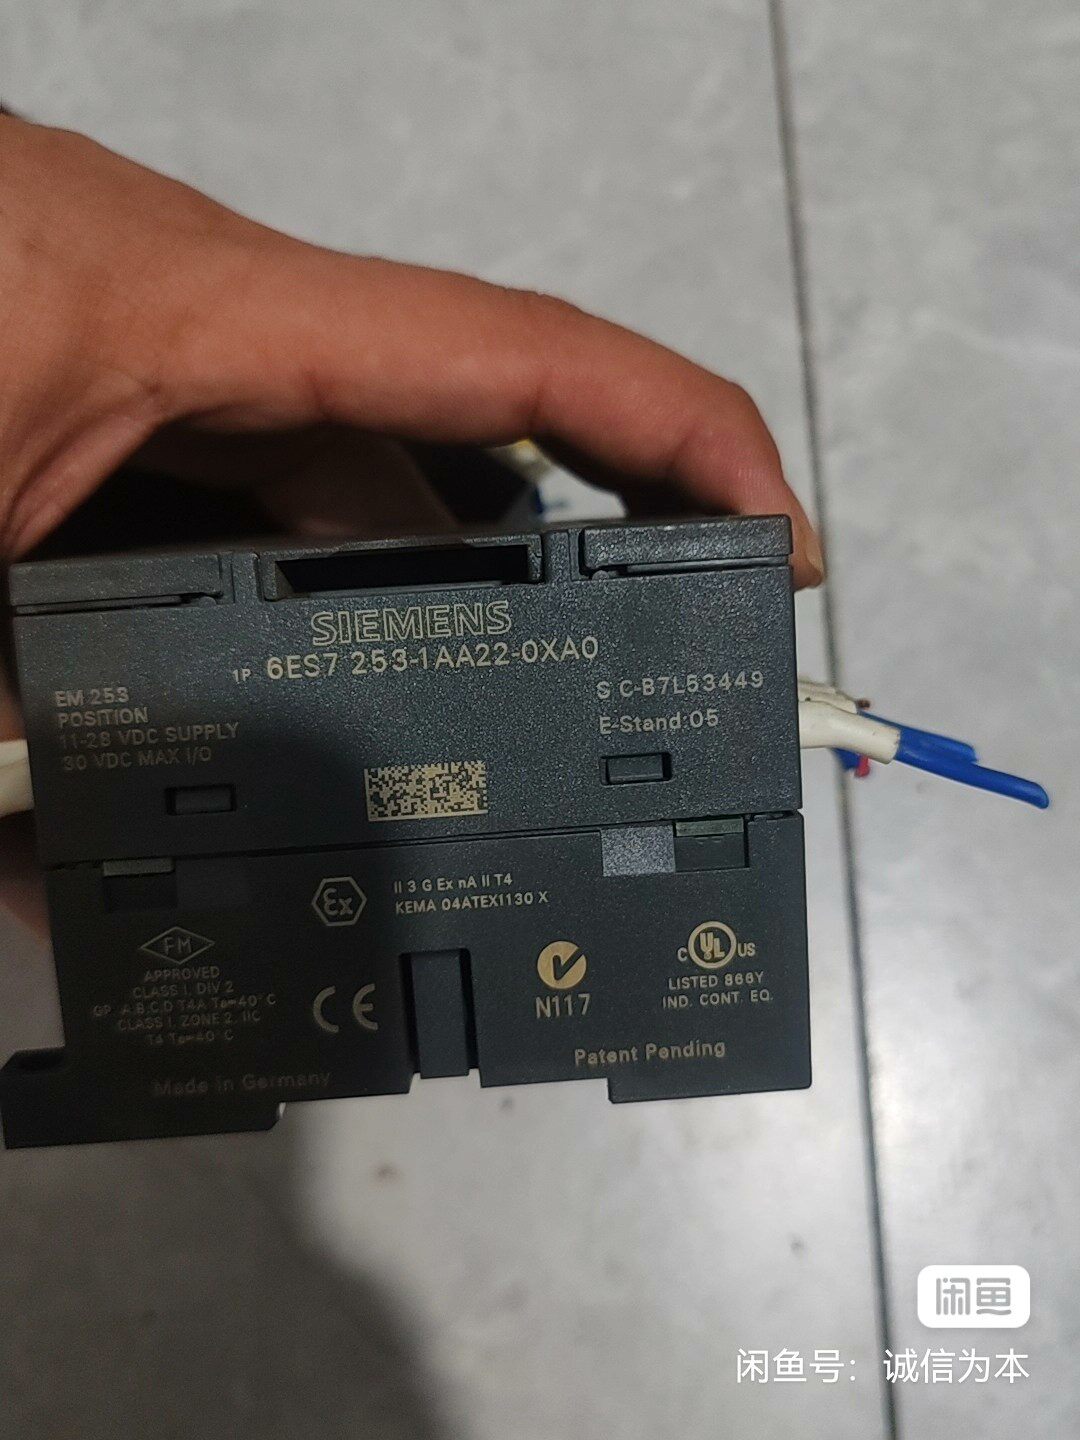 SIEMENS
1P 6ES7 253-1AA22-0XA0
EM 253
POSITION
11-28 VDC SUPPLY
30 VDC MAX I/O
S C-B7L53449
E-Stand:05
Ex
II 3 G Ex nA II T4
KEMA 04ATEX1130 X
FM
APPROVED
CLASS I, DIV 2
GP. A,B,C,D T4A Ta=40°C
CLASS I, ZONE 2, IIC
T4 Ta=40°C
CE
N117
C UL US
LISTED 866Y
IND. CONT. EQ.
Patent Pending
Made in Germany
闲鱼
闲鱼号：诚信为本